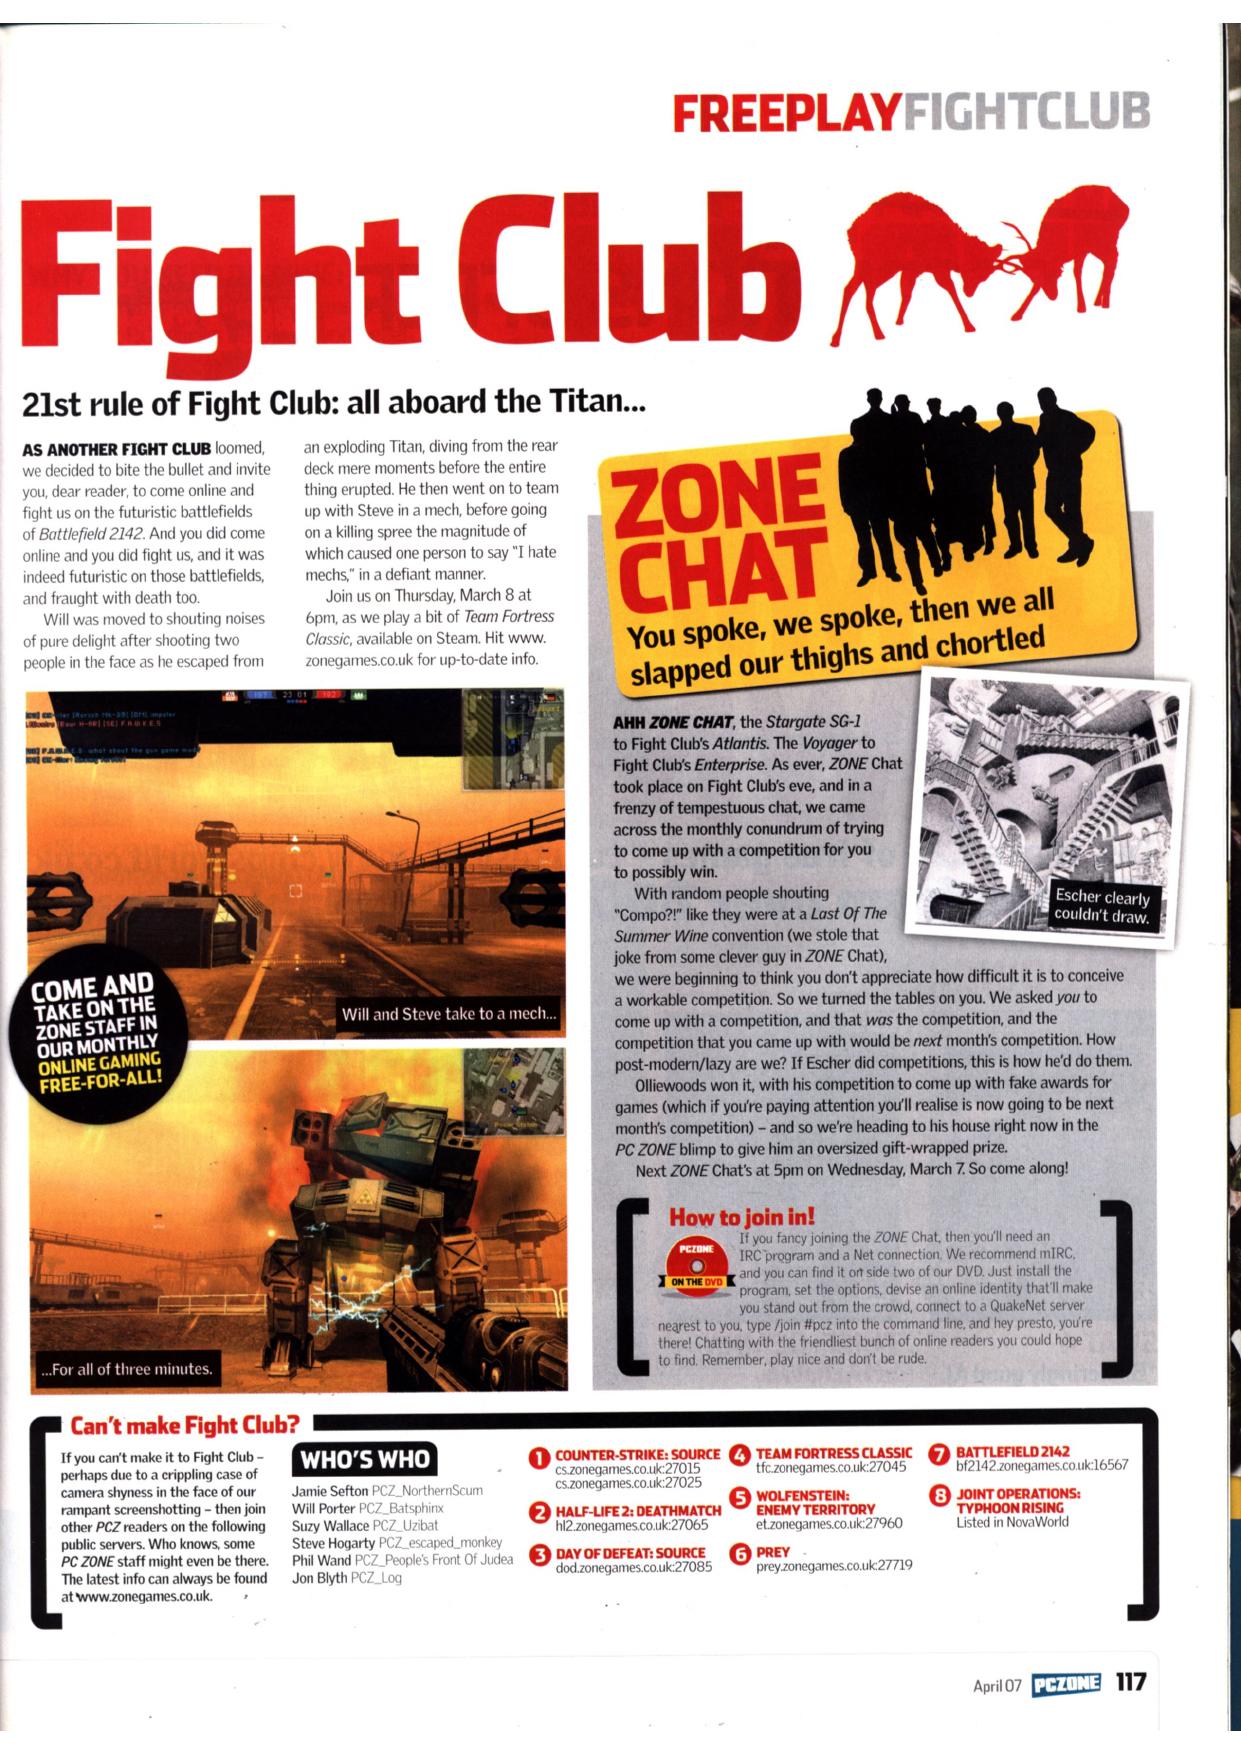 FREEPLAYFIGHTCLUB
Fight Club
21st rule of Fight Club: all aboard the Titan...
AS ANOTHER FIGHT CLUB loomed,
we decided to bite the bullet and invite
you, dear reader, to come online and
fight us on the futuristic battlefields
of Battlefield 2142. And you did come
online and you did fight us, and it was
indeed futuristic on those battlefields,
and fraught with death too.
Will was moved to shouting noises
of pure delight after shooting two
people in the face as he escaped from
an exploding Titan, diving from the rear
deck mere moments before the entire
thing erupted. He then went on to team
up with Steve in a mech, before going
on a killing spree the magnitude of
which caused one person to say “I hate
mechs,” in a defiant manner.
Join us on Thursday, March 8 at
6pm, as we play a bit of Team Fortress
Classic, available on Steam. Hit www.
zonegames.co.uk for up-to-date info.
Will and Steve take to a mech...
COME AND
TAKE ON THE
ZONE STAFF IN
OUR MONTHLY
ONLINE GAMING
FREE-FOR-ALL!
...For all of three minutes.
ZONE
CHAT
You spoke, we spoke, then we all
slapped our thighs and chortled
AHH ZONE CHAT, the Stargate SG-1
to Fight Club's Atlantis. The Voyager to
Fight Club's Enterprise. As ever, ZONE Chat
took place on Fight Club's eve, and in a
frenzy of tempestuous chat, we came
across the monthly conundrum of trying
to come up with a competition for you
to possibly win.
With random people shouting
“Compo?!” like they were at a Last Of The
Summer Wine convention (we stole that
joke from some clever guy in ZONE Chat),
we were beginning to think you don't appreciate how difficult it is to conceive
a workable competition. So we turned the tables on you. We asked you to
come up with a competition, and that was the competition, and the
competition that you came up with would be next month's competition. How
post-modern/lazy are we? If Escher did competitions, this is how he'd do them.
Olliewoods won it, with his competition to come up with fake awards for
games (which if you're paying attention you'll realise is now going to be next
month's competition) – and so we're heading to his house right now in the
PC ZONE blimp to give him an oversized gift-wrapped prize.
Next ZONE Chat's at 5pm on Wednesday, March 7. So come along!
Escher clearly
couldn't draw.
How to join in!
PCZONE
ON THE DVD
If you fancy joining the ZONE Chat, then you'll need an
IRC program and a Net connection. We recommend mIRC,
and you can find it on side two of our DVD. Just install the
program, set the options, devise an online identity that'll make
you stand out from the crowd, connect to a QuakeNet server
nearest to you, type /join #pcz into the command line, and hey presto, you're
there! Chatting with the friendliest bunch of online readers you could hope
to find. Remember, play nice and don't be rude.
Can't make Fight Club?
If you can't make it to Fight Club –
perhaps due to a crippling case of
camera shyness in the face of our
rampant screenshotting – then join
other PCZ readers on the following
public servers. Who knows, some
PC ZONE staff might even be there.
The latest info can always be found
at www.zonegames.co.uk.
WHO'S WHO
Jamie Sefton PCZ_NorthernScum
Will Porter PCZ_Batsphinx
Suzy Wallace PCZ_Uzibat
Steve Hogarty PCZ_escaped_monkey
Phil Wand PCZ_People's Front Of Judea
Jon Blyth PCZ_Log
1 COUNTER-STRIKE: SOURCE
cs.zonegames.co.uk:27015
cs.zonegames.co.uk:27025
2 HALF-LIFE 2: DEATHMATCH
hl2.zonegames.co.uk:27065
3 DAY OF DEFEAT: SOURCE
dod.zonegames.co.uk:27085
4 TEAM FORTRESS CLASSIC
tfc.zonegames.co.uk:27045
5 WOLFENSTEIN:
ENEMY TERRITORY
et.zonegames.co.uk:27960
6 PREY
prey.zonegames.co.uk:27719
7 BATTLEFIELD 2142
bf2142.zonegames.co.uk:16567
8 JOINT OPERATIONS:
TYPHOON RISING
Listed in NovaWorld
April 07 PCZONE 117